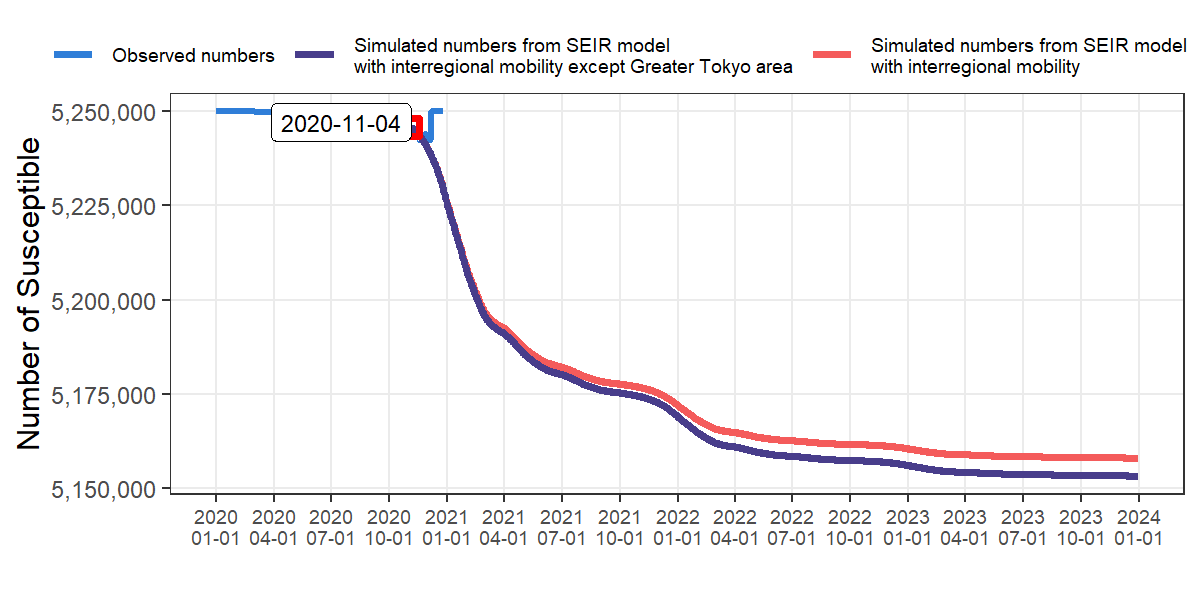 Observed numbers
Simulated numbers from SEIR model
with interregional mobility except Greater Tokyo area
Simulated numbers from SEIR model
with interregional mobility
Number of Susceptible
5,250,000
5,225,000
5,200,000
5,175,000
5,150,000
2020-11-04
2020 2020 2020 2020 2021 2021 2021 2021 2022 2022 2022 2022 2023 2023 2023 2023 2024
01-01 04-01 07-01 10-01 01-01 04-01 07-01 10-01 01-01 04-01 07-01 10-01 01-01 04-01 07-01 10-01 01-01